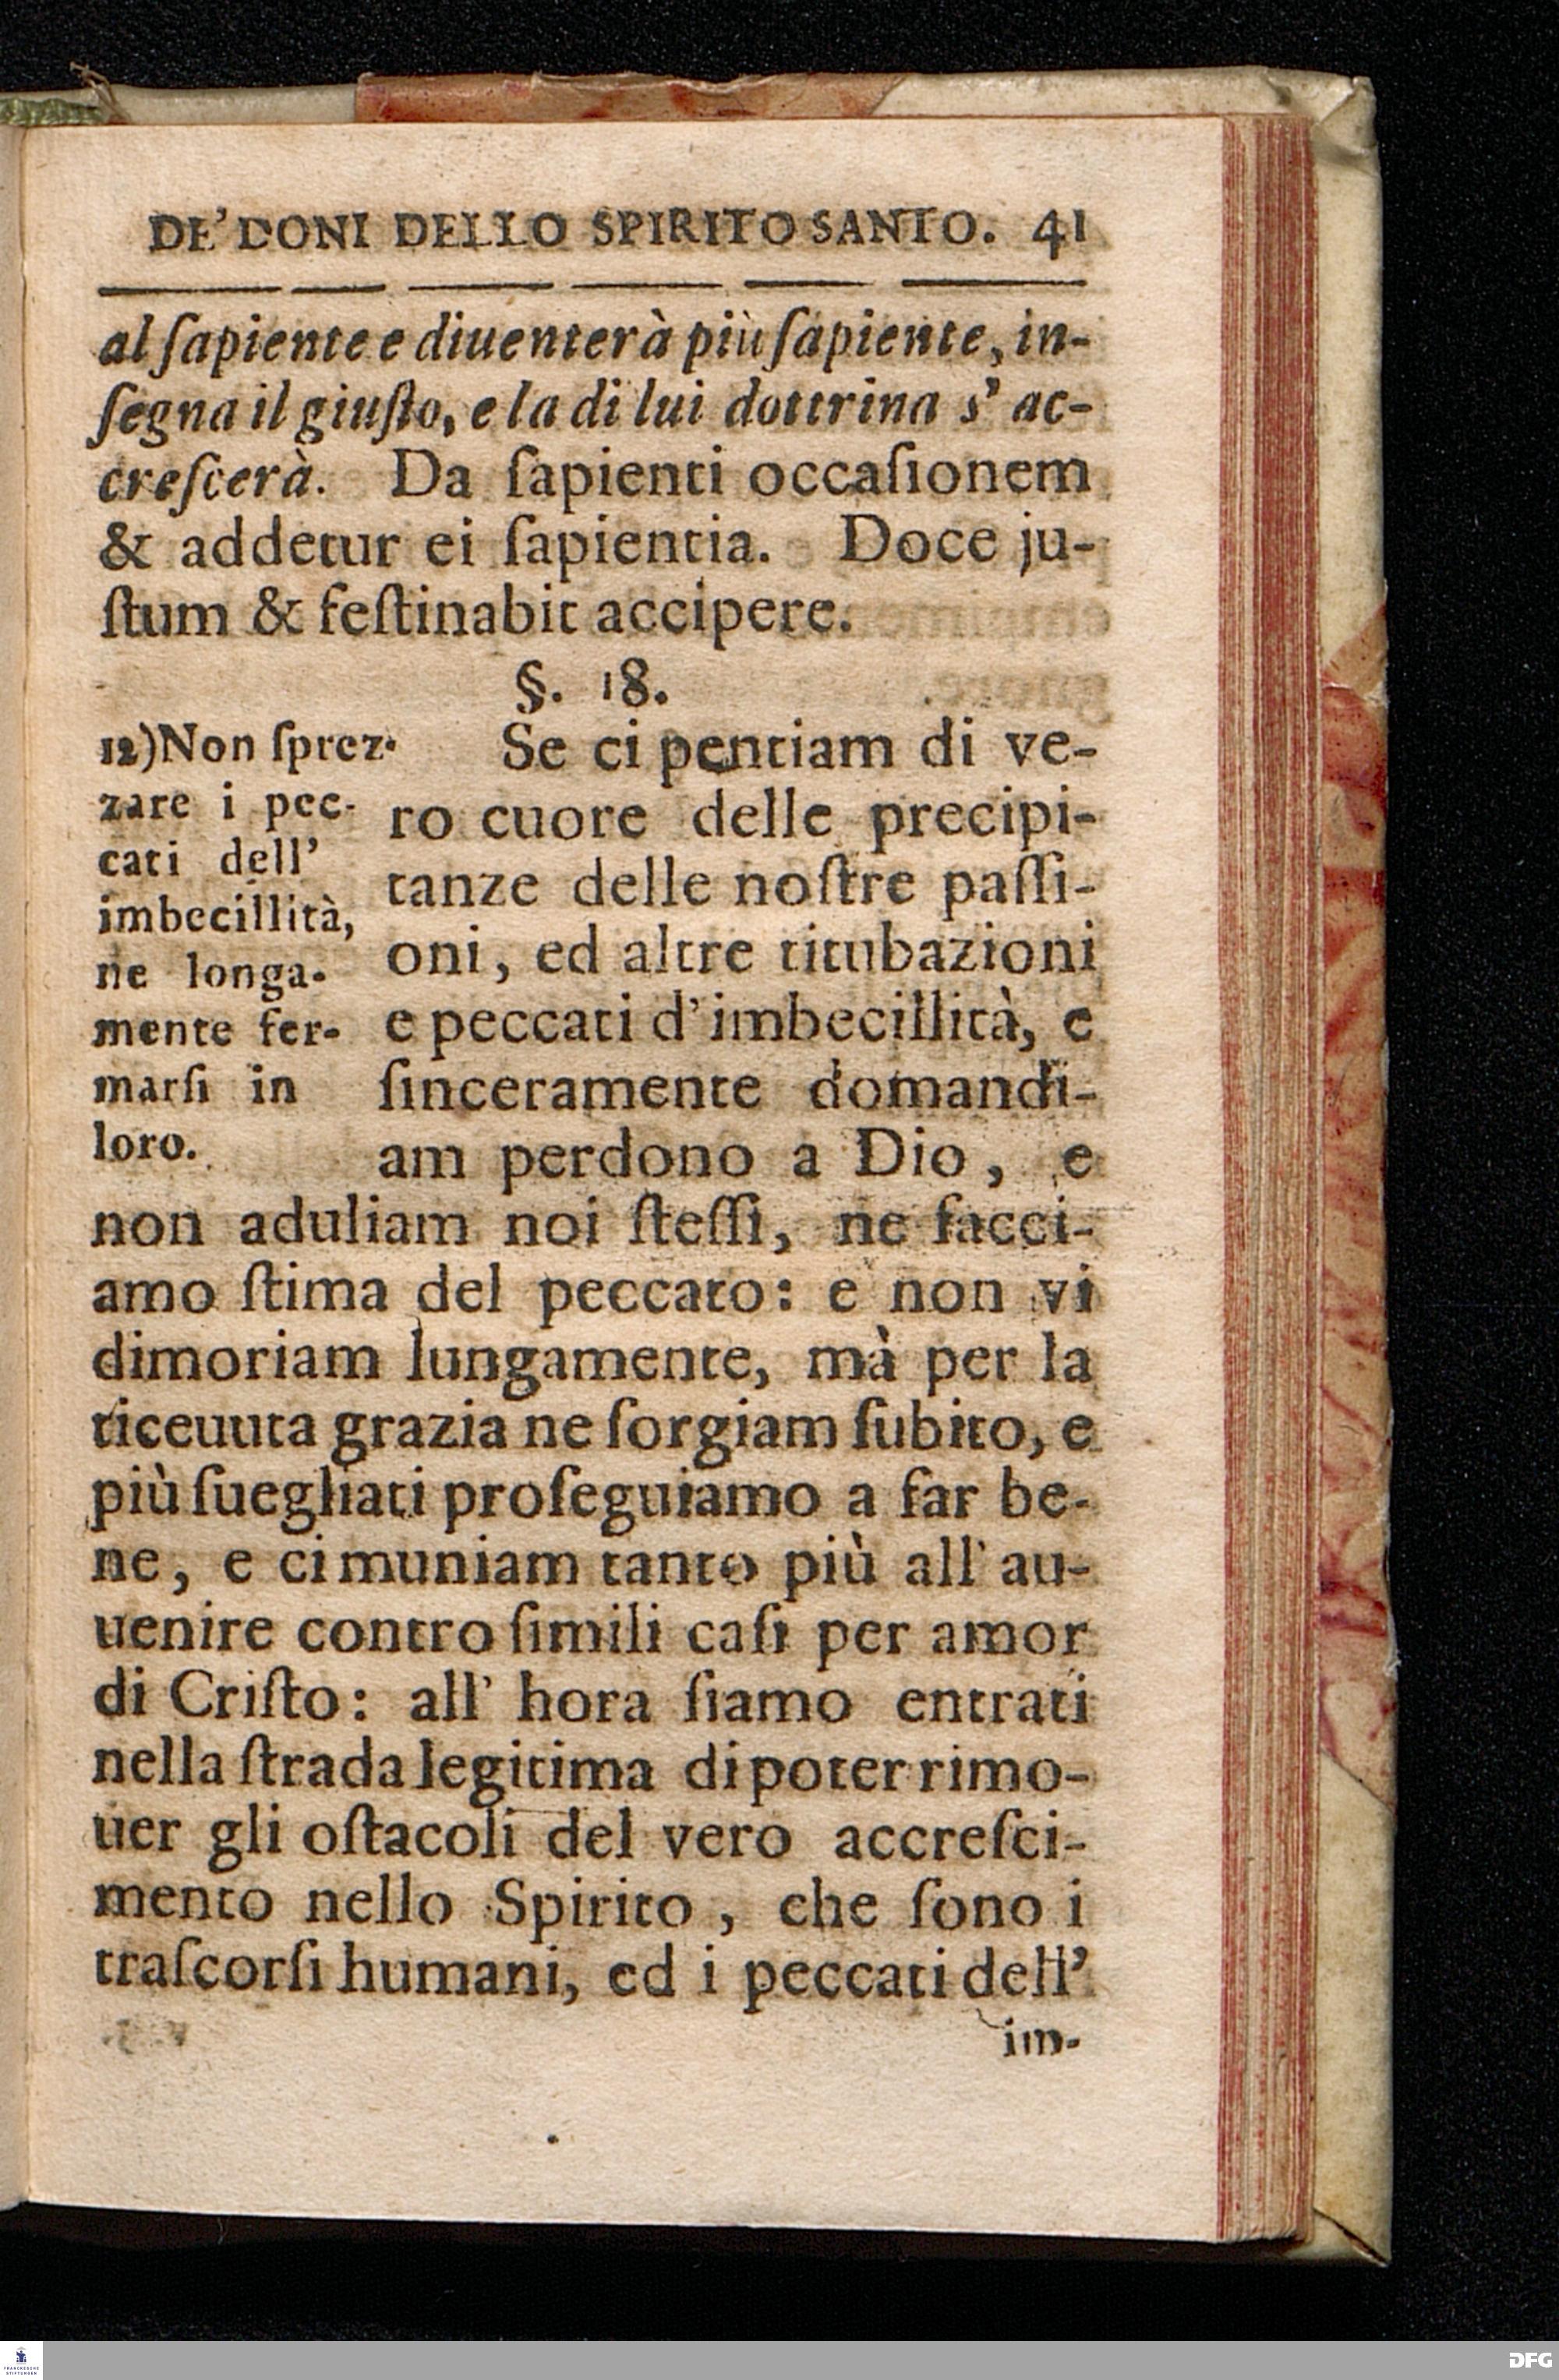 DE' DONI DELLO SPIRITO SANTO. 41
al ſapiente e diuenterà più ſapiente, in-
ſegna il giuſto, e la di lui dottrina s' ac-
creſcerà. Da ſapienti occaſionem
& addetur ei ſapientia. Doce ju-
ſtum & feſtinabit accipere.
§. 18.
12) Non ſprez-
zare i pec-
cati dell'
imbecillità,
ne longa-
mente fer-
marſi in
loro.
Se ci pentiam di ve-
ro cuore delle precipi-
tanze delle noſtre paſſi-
oni, ed altre titubazioni
e peccati d' imbecillità, e
ſinceramente domandi-
am perdono a Dio, e
non aduliam noi ſteſſi, ne facci-
amo ſtima del peccato: e non vi
dimoriam lungamente, mà per la
riceuuta grazia ne ſorgiam ſubito, e
più ſuegliati proſeguiamo a far be-
ne, e ci muniam tanto più all' au-
uenire contro ſimili caſi per amor
di Criſto: all' hora ſiamo entrati
nella ſtrada legitima di poter rimo-
uer gli oſtacoli del vero accreſci-
mento nello Spirito, che ſono i
traſcorſi humani, ed i peccati dell'
im-
FRANCKESCHE
STIFTUNGEN
DFG